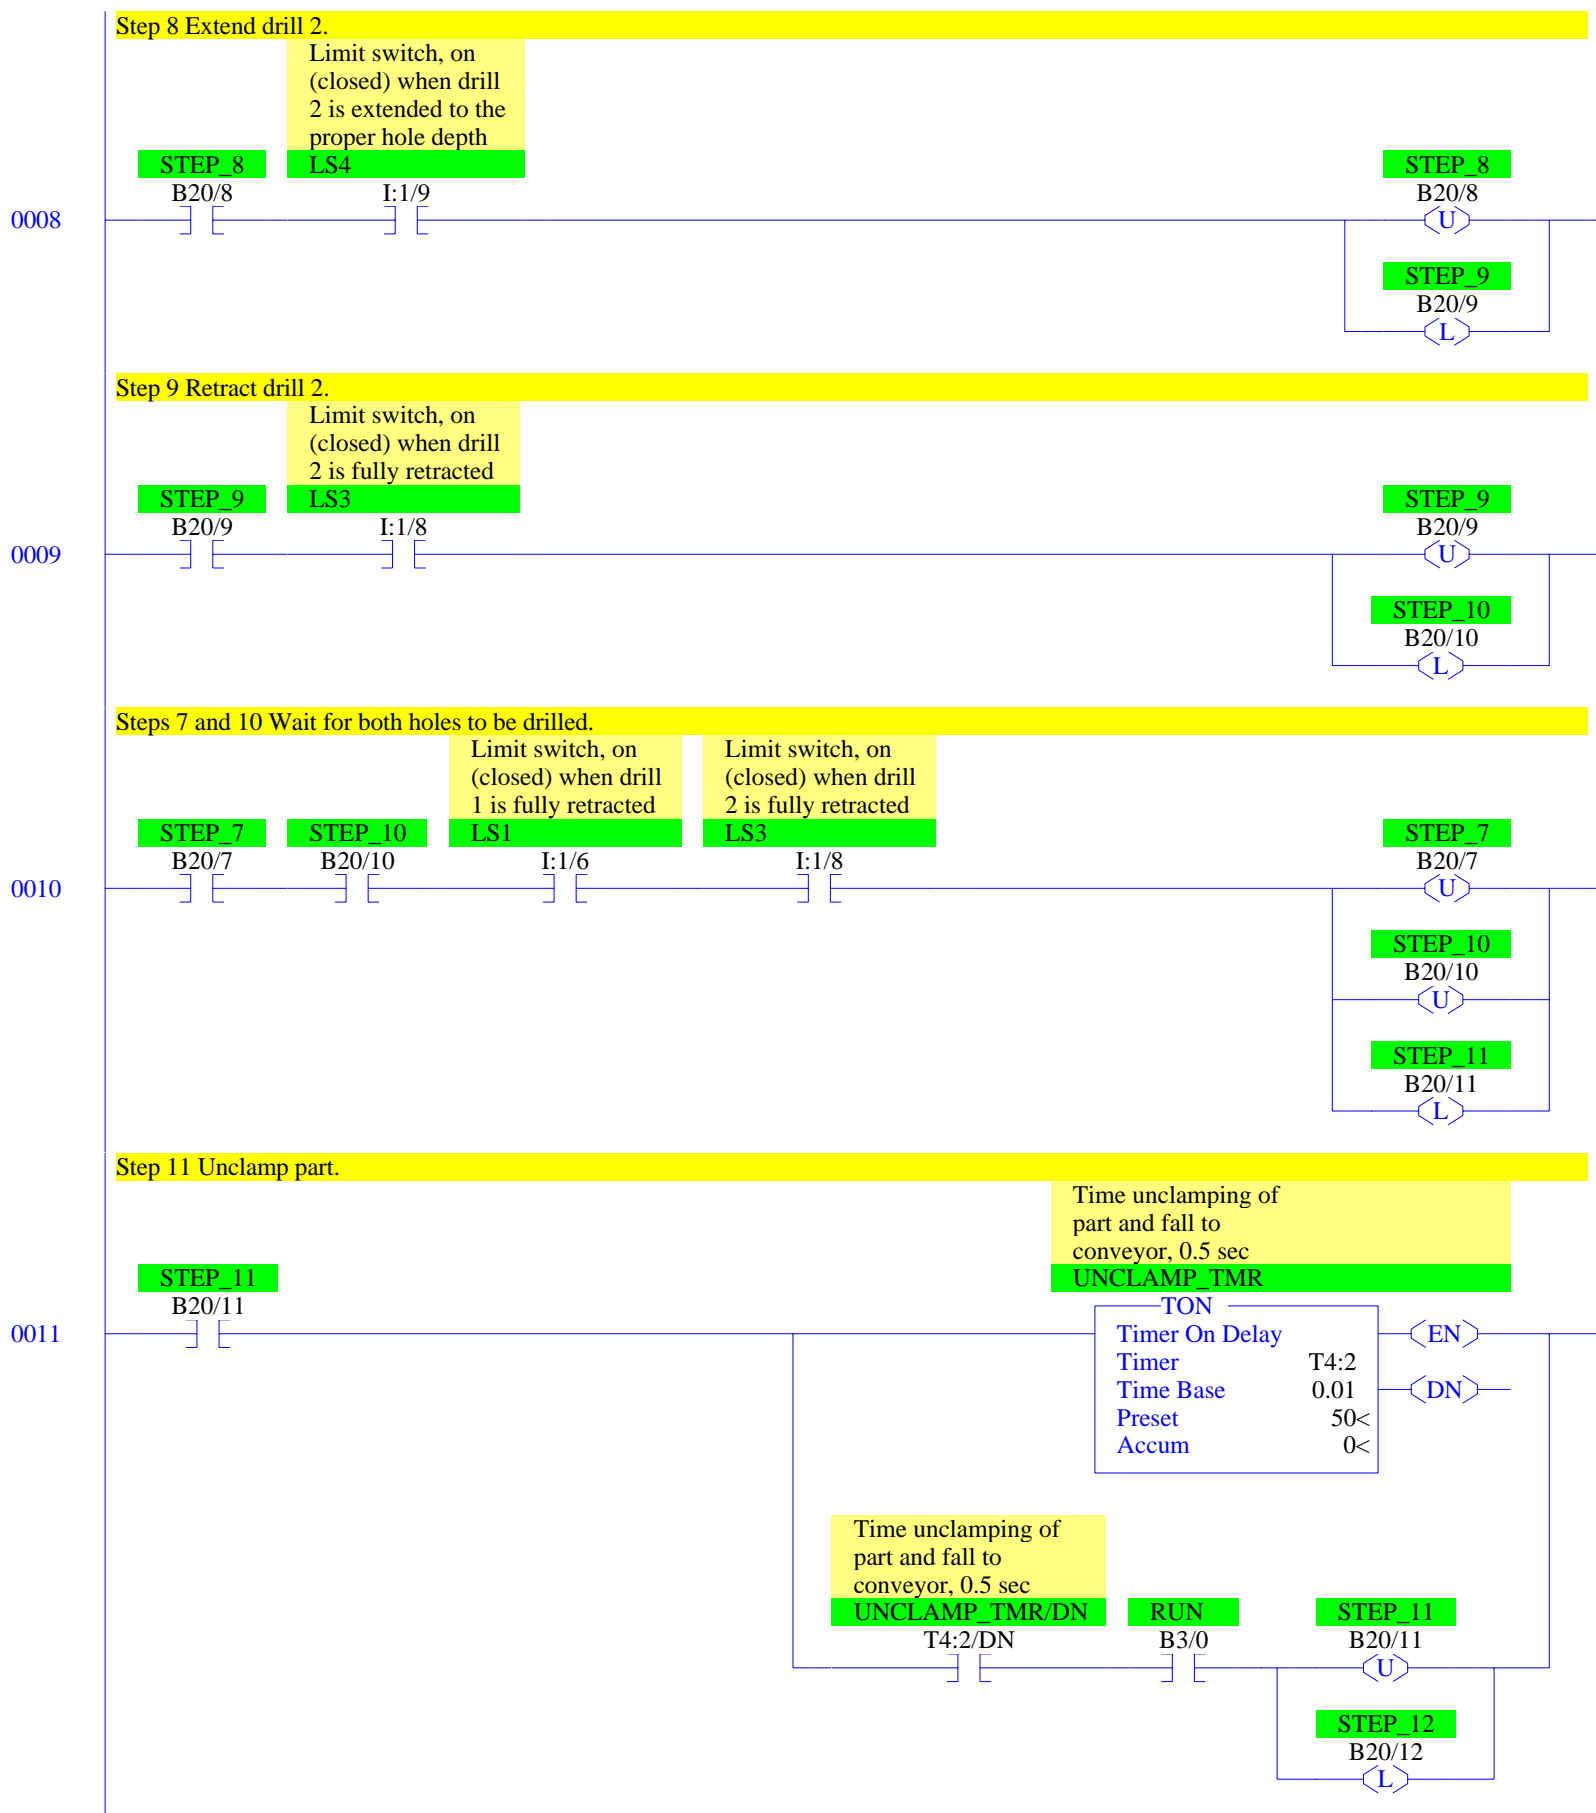 Step 8 Extend drill 2.
Limit switch, on
(closed) when drill
2 is extended to the
proper hole depth
STEP_8 LS4 STEP_8
B20/8 I:1/9 B20/8
0008 U
STEP_9
B20/9
L
Step 9 Retract drill 2.
Limit switch, on
(closed) when drill
2 is fully retracted
STEP_9 LS3 STEP_9
B20/9 I:1/8 B20/9
0009 U
STEP_10
B20/10
L
Steps 7 and 10 Wait for both holes to be drilled.
Limit switch, on Limit switch, on
(closed) when drill (closed) when drill
1 is fully retracted 2 is fully retracted
STEP_7 STEP_10 LS1 LS3 STEP_7
B20/7 B20/10 I:1/6 I:1/8 B20/7
0010 U
STEP_10
B20/10
U
STEP_11
B20/11
L
Step 11 Unclamp part.
Time unclamping of
part and fall to
conveyor, 0.5 sec
STEP_11 UNCLAMP_TMR
B20/11 TON
0011 Timer On Delay EN
Timer T4:2
Time Base 0.01 DN
Preset 50<
Accum 0<
Time unclamping of
part and fall to
conveyor, 0.5 sec
UNCLAMP_TMR/DN RUN STEP_11
T4:2/DN B3/0 B20/11
U
STEP_12
B20/12
L